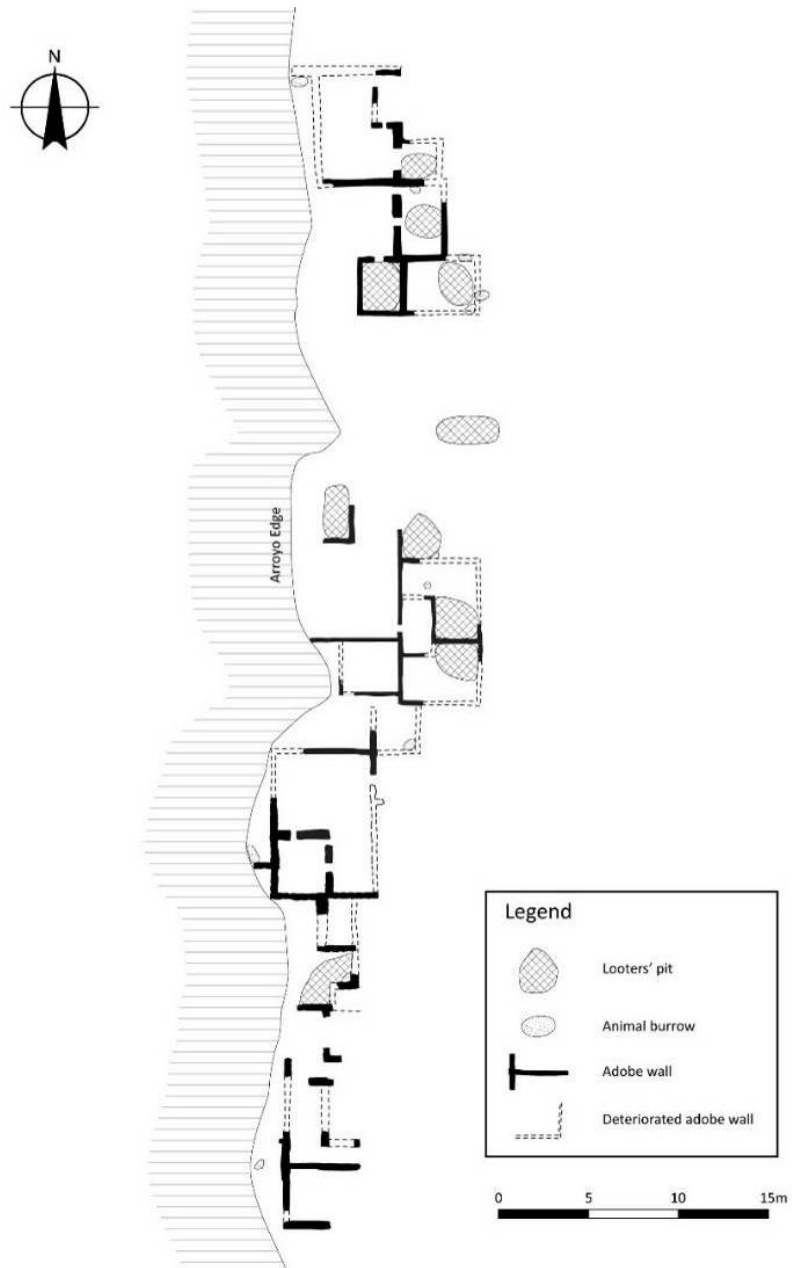 N
Arroyo Edge
Legend
Looters' pit
Animal burrow
Adobe wall
Deteriorated adobe wall
0 5 10 15m